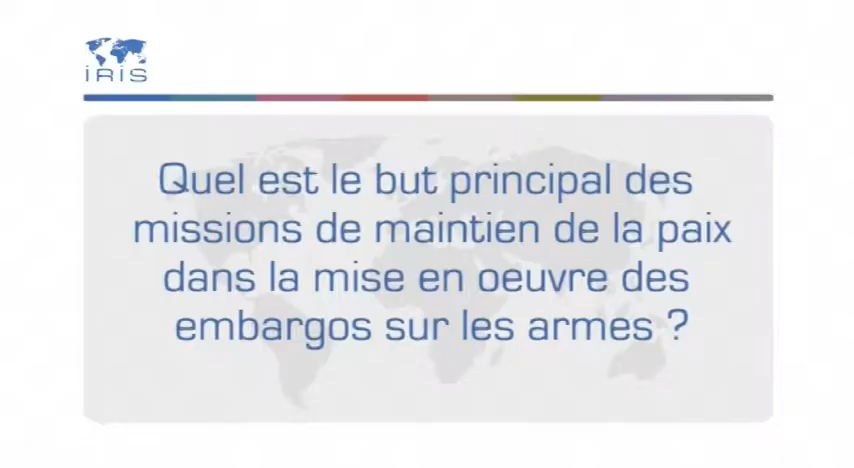 iRiS
Quel est le but principal des
missions de maintien de la paix
dans la mise en oeuvre des
embargos sur les armes ?